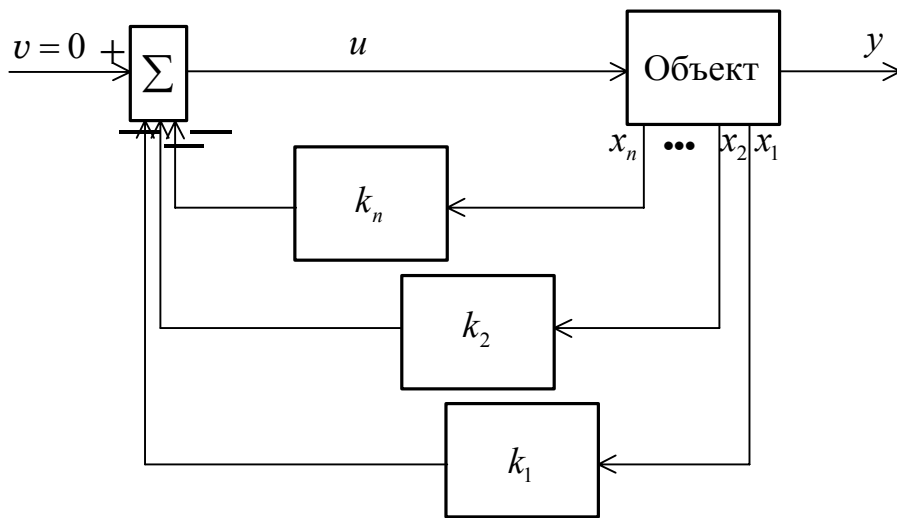 v = 0 + u y
∑ Объект
x_n ••• x_2 x_1
k_n
k_2
k_1